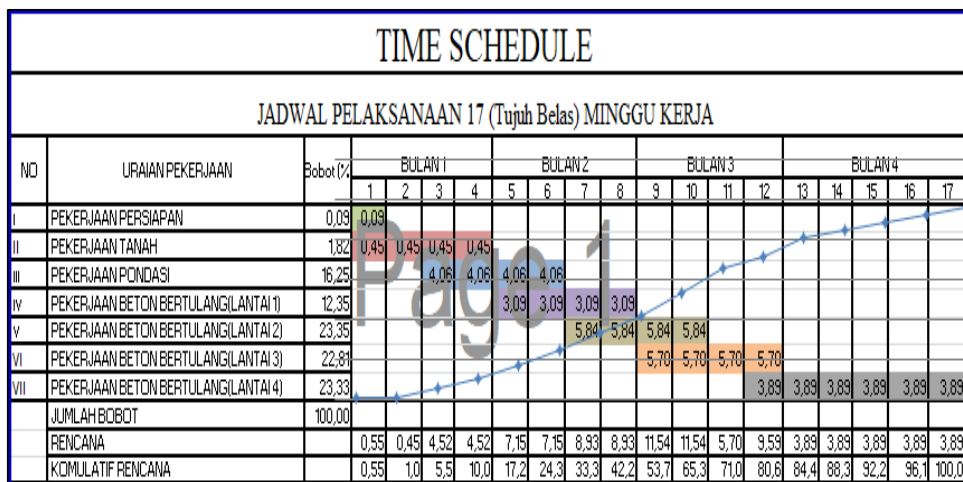 TIME SCHEDULE
JADWAL PELAKSANAAN 17 (Tujuh Belas) MINGGU KERJA
NO URAIAN PEKERJAAN Bobot (% BULAN 1 BULAN 2 BULAN 3 BULAN 4
1 2 3 4 5 6 7 8 9 10 11 12 13 14 15 16 17
I PEKERJAAN PERSIAPAN 0,09 0,09
II PEKERJAAN TANAH 1,82 0,45 0,45 0,45 0,45
III PEKERJAAN PONDASI 16,25 4,06 4,06 4,06 4,06
IV PEKERJAAN BETON BERTULANG(LANTAI 1) 12,35 3,09 3,09 3,09 3,09
V PEKERJAAN BETON BERTULANG(LANTAI 2) 23,35 5,84 5,84 5,84 5,84
VI PEKERJAAN BETON BERTULANG(LANTAI 3) 22,81 5,70 5,70 5,70 5,70
VII PEKERJAAN BETON BERTULANG(LANTAI 4) 23,33 3,89 3,89 3,89 3,89 3,89 3,89
JUMLAH BOBOT 100,00
RENCANA 0,55 0,45 4,52 4,52 7,15 7,15 8,93 8,93 11,54 11,54 5,70 9,59 3,89 3,89 3,89 3,89 3,89
KOMULATIF RENCANA 0,55 1,0 5,5 10,0 17,2 24,3 33,3 42,2 53,7 65,3 71,0 80,6 84,4 88,3 92,2 96,1 100,0
Page 1